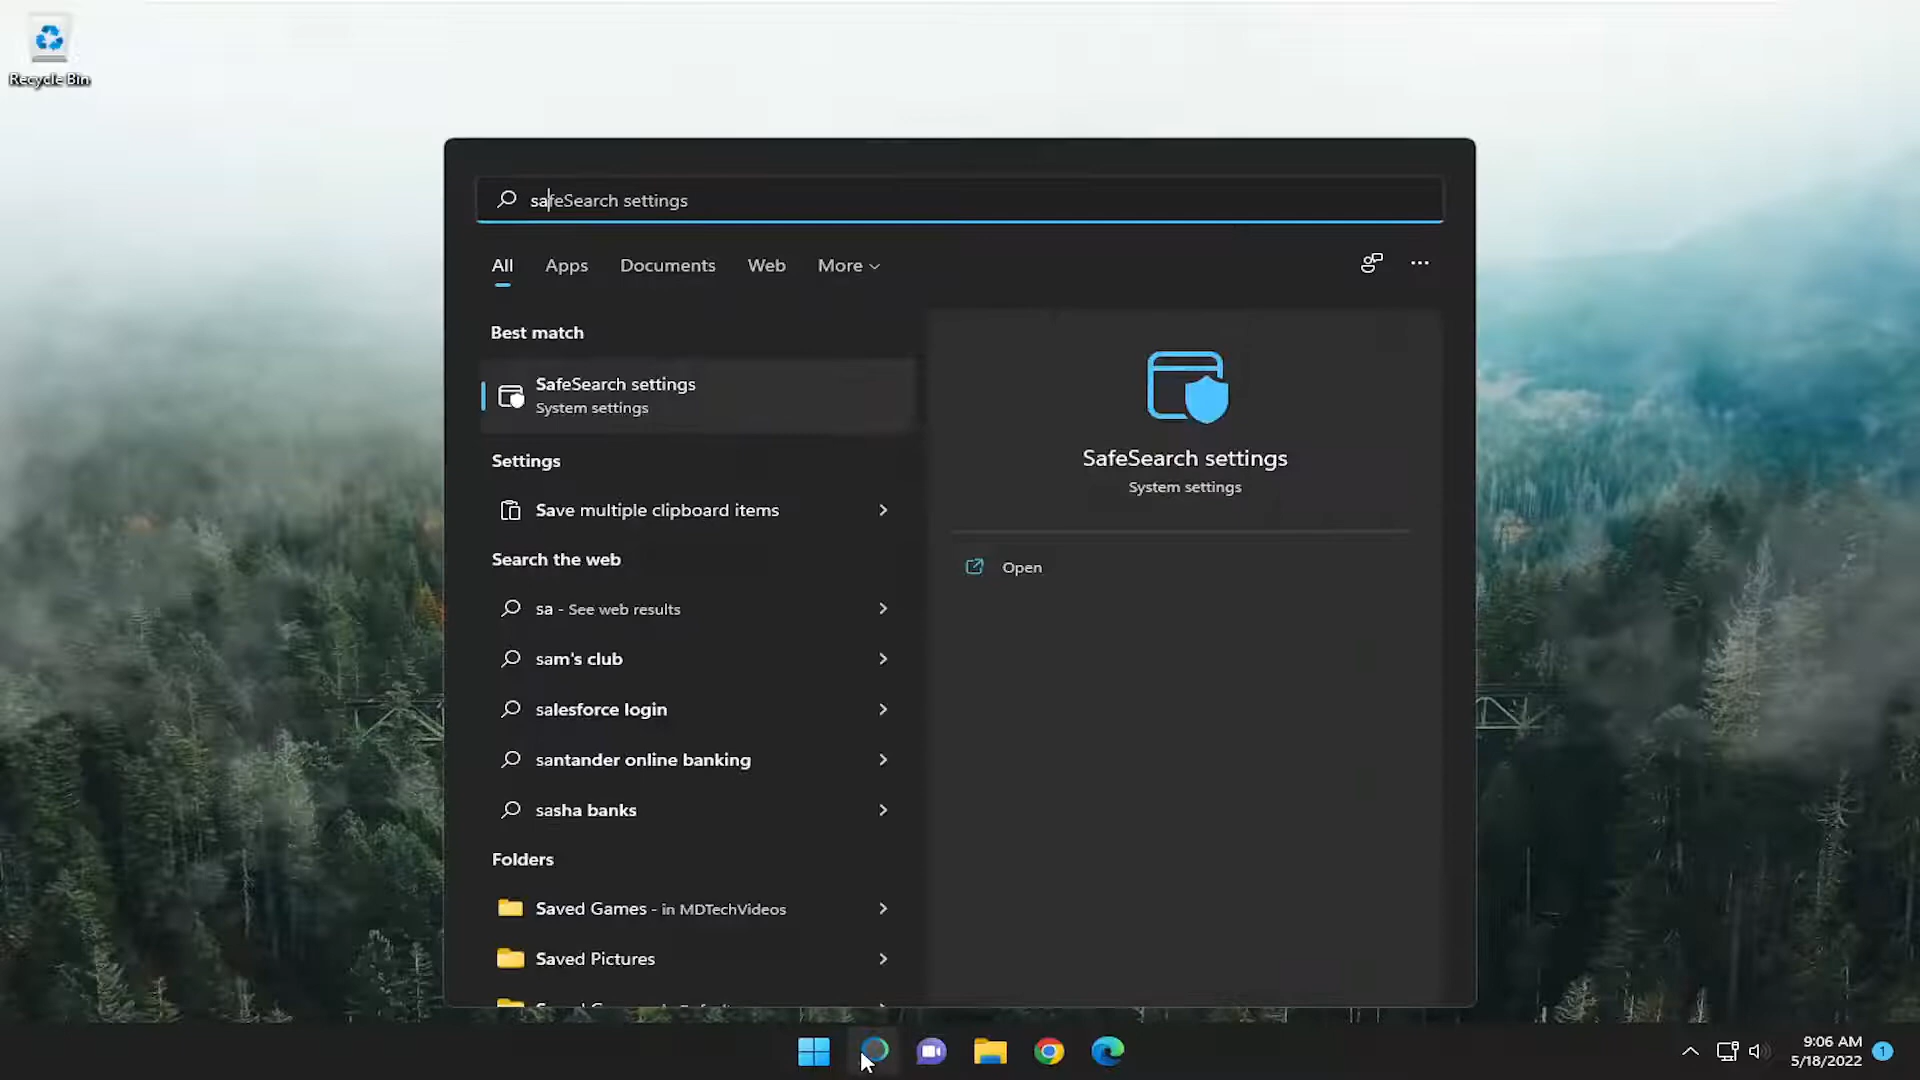 Recycle Bin
safeSearch settings
All Apps Documents Web More
Best match
SafeSearch settings
System settings
Settings
Save multiple clipboard items
Search the web
sa - See web results
sam's club
salesforce login
santander online banking
sasha banks
Folders
Saved Games - in MDTechVideos
Saved Pictures
SafeSearch settings
System settings
Open
9:06 AM
5/18/2022
1